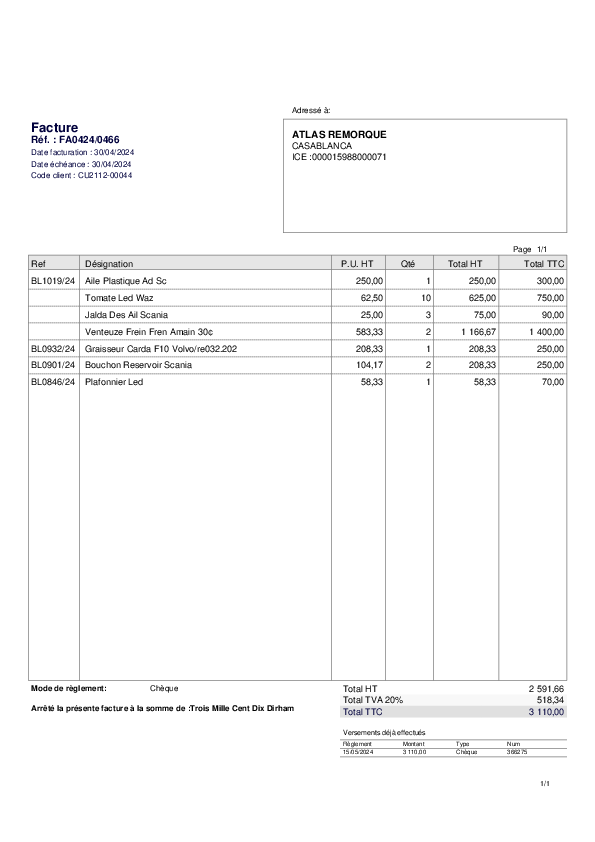 Adressé à:
Facture
Réf. : FA0424/0466
Date facturation : 30/04/2024
Date échéance : 30/04/2024
Code client : CU2112-00044
ATLAS REMORQUE
CASABLANCA
ICE :000015988000071
Page 1/1
Ref Désignation P.U. HT Qté Total HT Total TTC
BL1019/24 Aile Plastique Ad Sc 250,00 1 250,00 300,00
Tomate Led Waz 62,50 10 625,00 750,00
Jalda Des Ail Scania 25,00 3 75,00 90,00
Venteuze Frein Fren Amain 30¢ 583,33 2 1 166,67 1 400,00
BL0932/24 Graisseur Carda F10 Volvo/re032.202 208,33 1 208,33 250,00
BL0901/24 Bouchon Reservoir Scania 104,17 2 208,33 250,00
BL0846/24 Plafonnier Led 58,33 1 58,33 70,00
Mode de règlement: Chèque
Arrêté la présente facture à la somme de :Trois Mille Cent Dix Dirham
Total HT 2 591,66
Total TVA 20% 518,34
Total TTC 3 110,00
Versements déjà effectués
Règlement Montant Type Num
15/05/2024 3 110,00 Chèque 366275
1/1